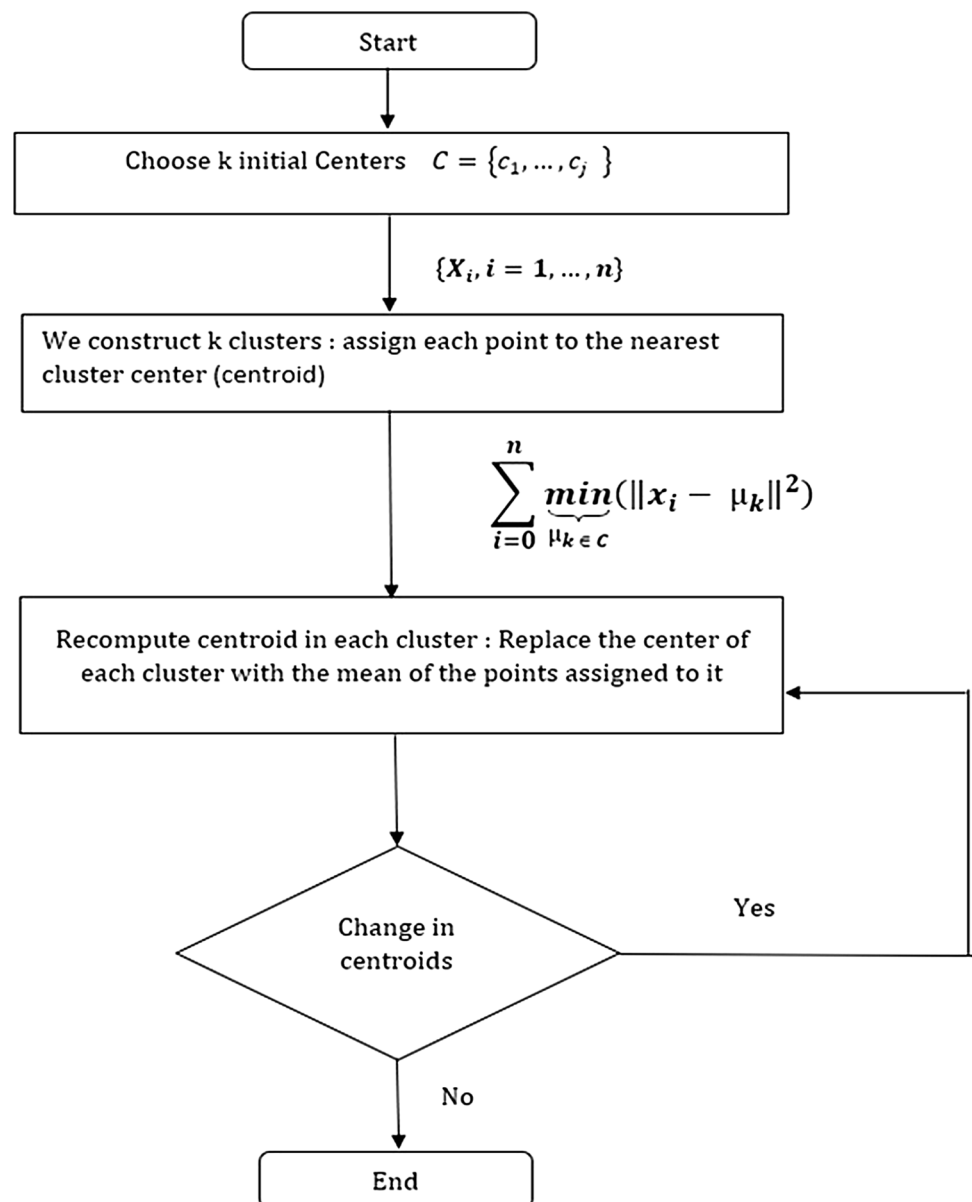 Start
Choose k initial Centers C = {c₁, …, cⱼ }
{Xᵢ, i = 1, …, n}
We construct k clusters : assign each point to the nearest
cluster center (centroid)
∑ⁿᵢ₌₀ min_{μₖ ∈ C}(‖xᵢ − μₖ‖²)
Recompute centroid in each cluster : Replace the center of
each cluster with the mean of the points assigned to it
Change in
centroids
Yes
No
End